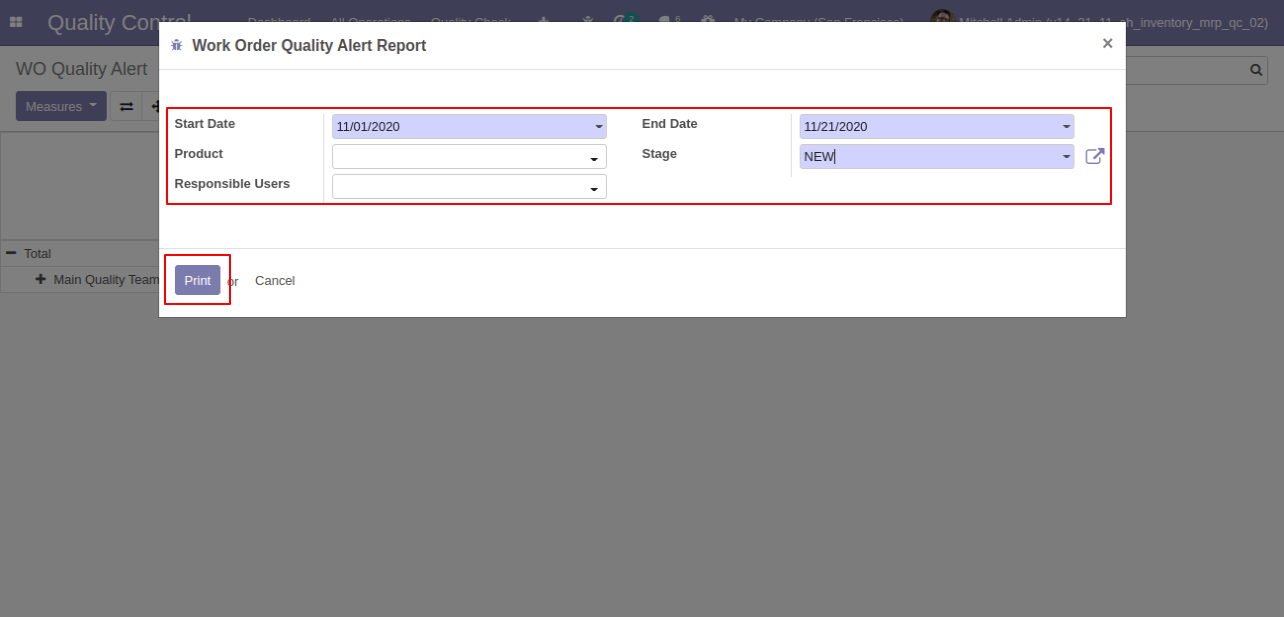 Quality Control Dashboard All Operations Quality Check 2 6 My Company (San Francisco) Mitchell Admin
h_inventory_mrp_qc_02)
Work Order Quality Alert Report ×
WO Quality Alert
Measures
Start Date 11/01/2020 End Date 11/21/2020
Product Stage NEW
Responsible Users
Total
Main Quality Team
Print or Cancel